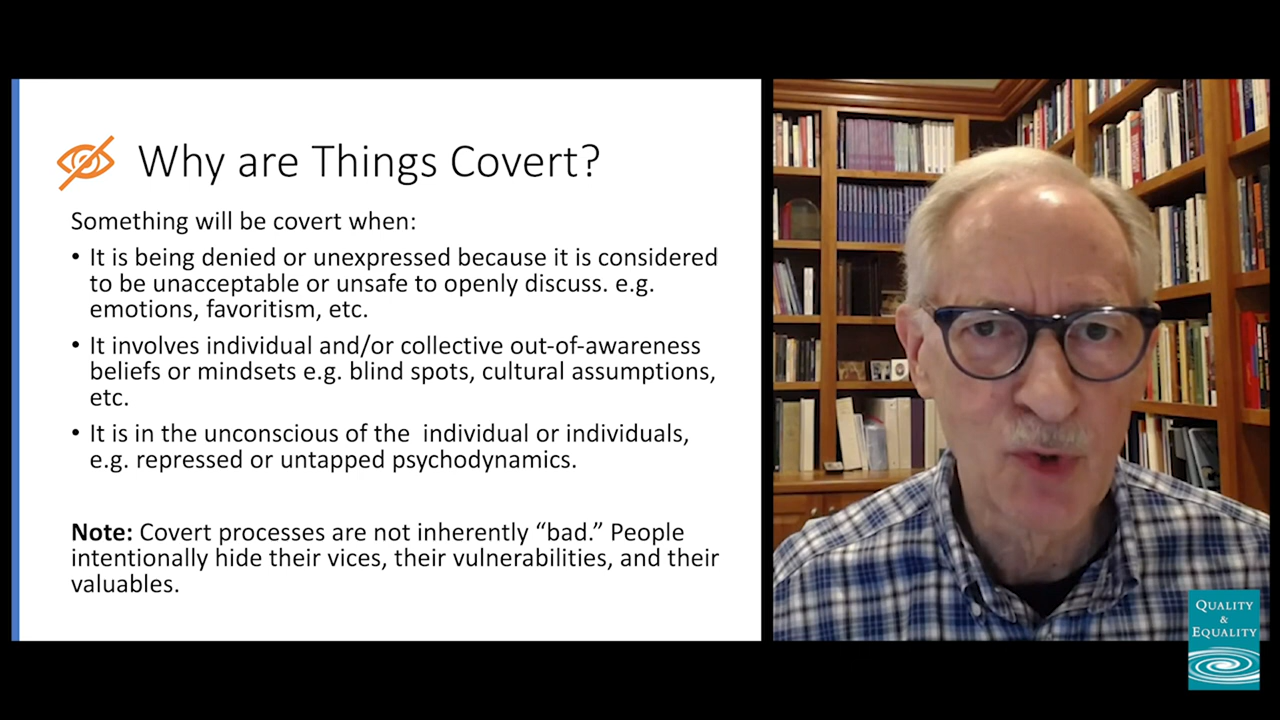 Why are Things Covert?
Something will be covert when:
• It is being denied or unexpressed because it is considered
to be unacceptable or unsafe to openly discuss. e.g.
emotions, favoritism, etc.
• It involves individual and/or collective out-of-awareness
beliefs or mindsets e.g. blind spots, cultural assumptions,
etc.
• It is in the unconscious of the  individual or individuals,
e.g. repressed or untapped psychodynamics.
Note: Covert processes are not inherently “bad.” People
intentionally hide their vices, their vulnerabilities, and their
valuables.
QUALITY
&
EQUALITY